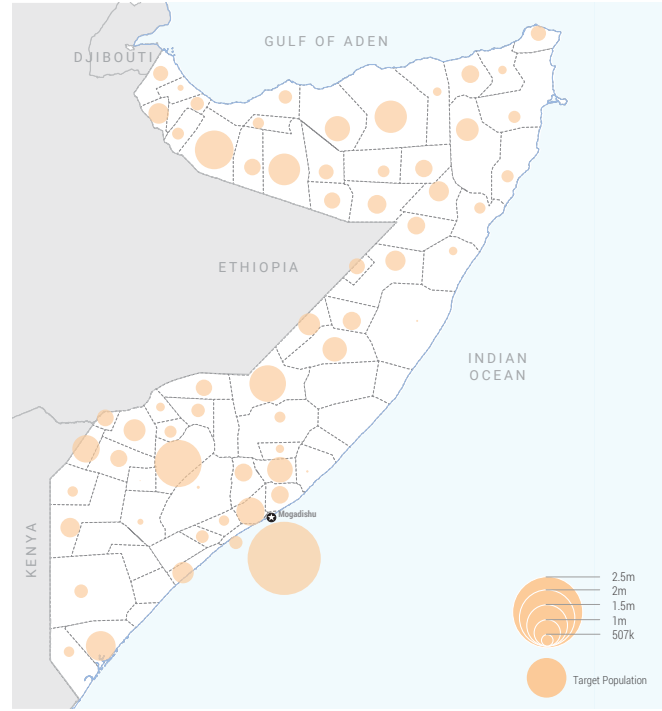 GULF OF ADEN
DJIBOUTI
ETHIOPIA
INDIAN
OCEAN
KENYA
Mogadishu
2.5m
2m
1.5m
1m
507k
Target Population